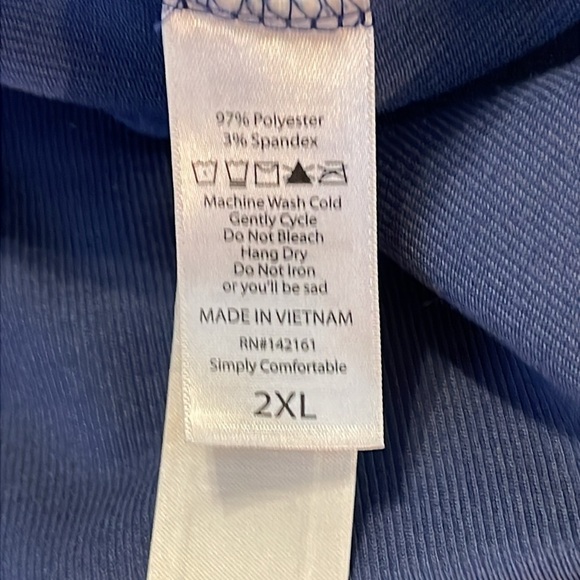 97% Polyester
3% Spandex
Machine Wash Cold
Gently Cycle
Do Not Bleach
Hang Dry
Do Not Iron
or you'll be sad
MADE IN VIETNAM
RN#142161
Simply Comfortable
2XL